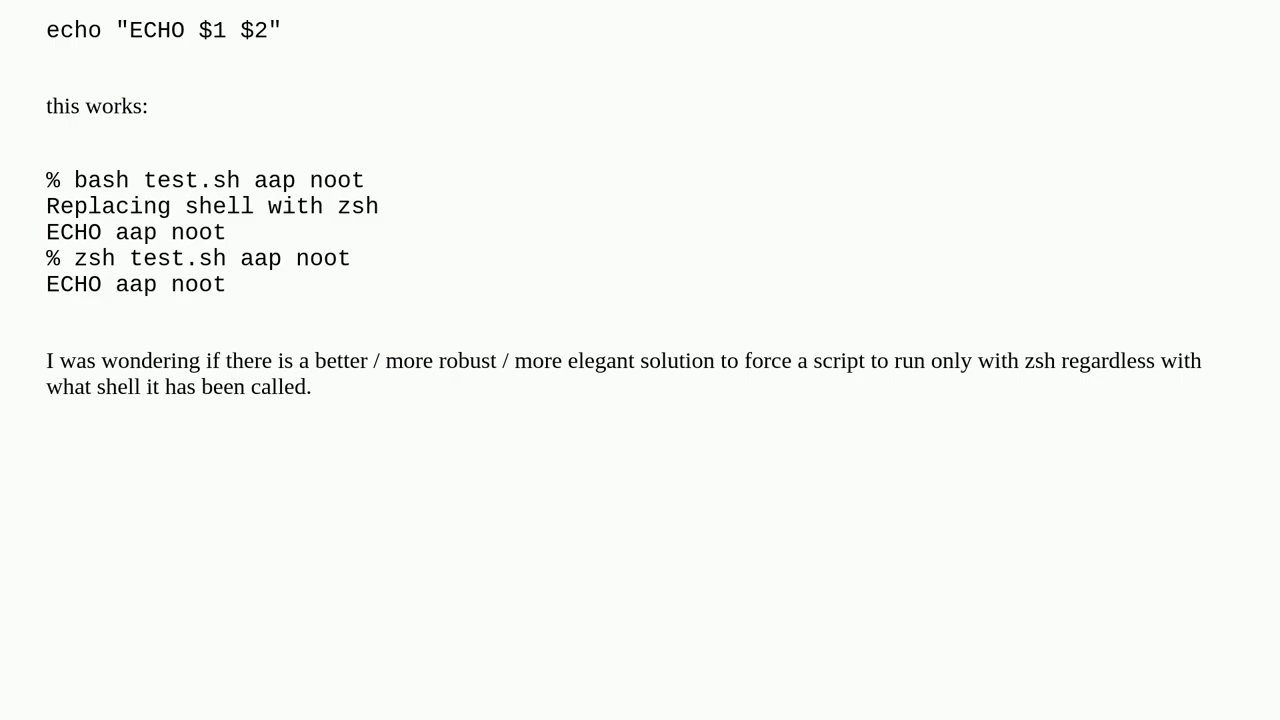 echo "ECHO $1 $2"
this works:
% bash test.sh aap noot
Replacing shell with zsh
ECHO aap noot
% zsh test.sh aap noot
ECHO aap noot
I was wondering if there is a better / more robust / more elegant solution to force a script to run only with zsh regardless with
what shell it has been called.